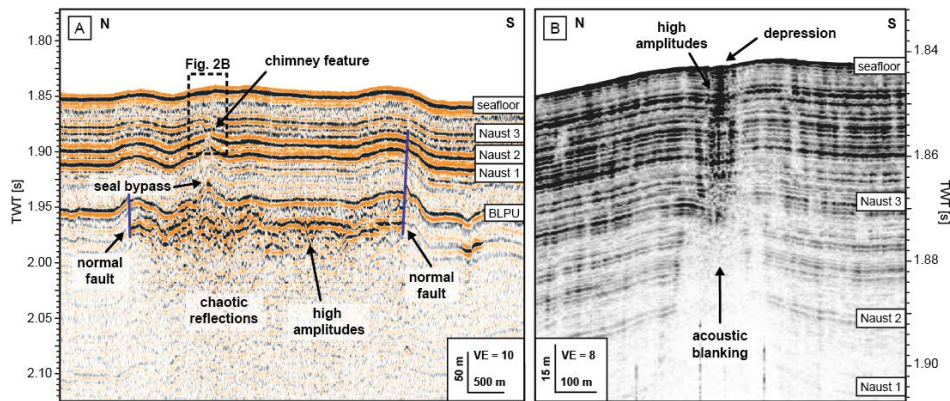 A
N
S
1.80
1.85
1.90
1.95
2.00
2.05
2.10
TWT [s]
Fig. 2B
chimney feature
seafloor
Naust 3
Naust 2
Naust 1
seal bypass
BLPU
normal
fault
chaotic
reflections
high
amplitudes
normal
fault
50 m
VE = 10
500 m
B
N
S
high
amplitudes
depression
seafloor
Naust 3
Naust 2
Naust 1
acoustic
blanking
15 m
VE = 8
100 m
1.84
1.86
1.88
1.90
TWT [s]